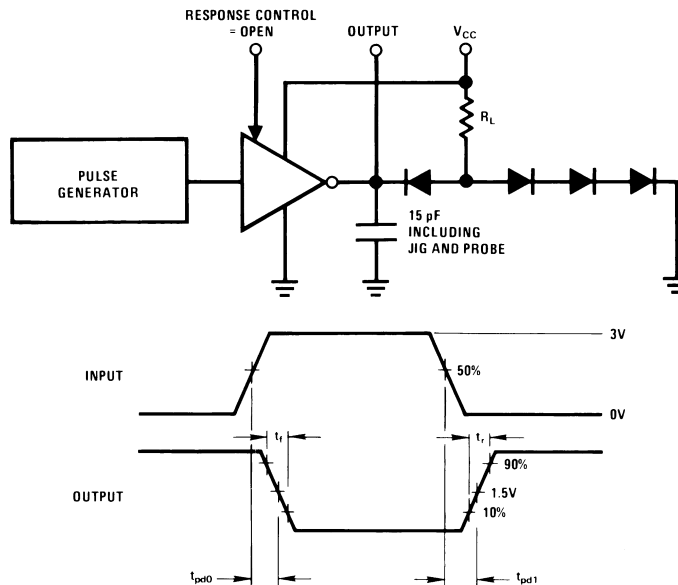 RESPONSE CONTROL
= OPEN
OUTPUT
VCC
RL
PULSE
GENERATOR
15 pF
INCLUDING
JIG AND PROBE
3V
INPUT
50%
0V
tf
tr
90%
OUTPUT
1.5V
10%
tpd0
tpd1